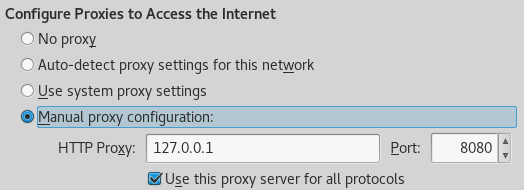 Configure Proxies to Access the Internet
No proxy
Auto-detect proxy settings for this network
Use system proxy settings
Manual proxy configuration:
HTTP Proxy: 127.0.0.1 Port: 8080
Use this proxy server for all protocols